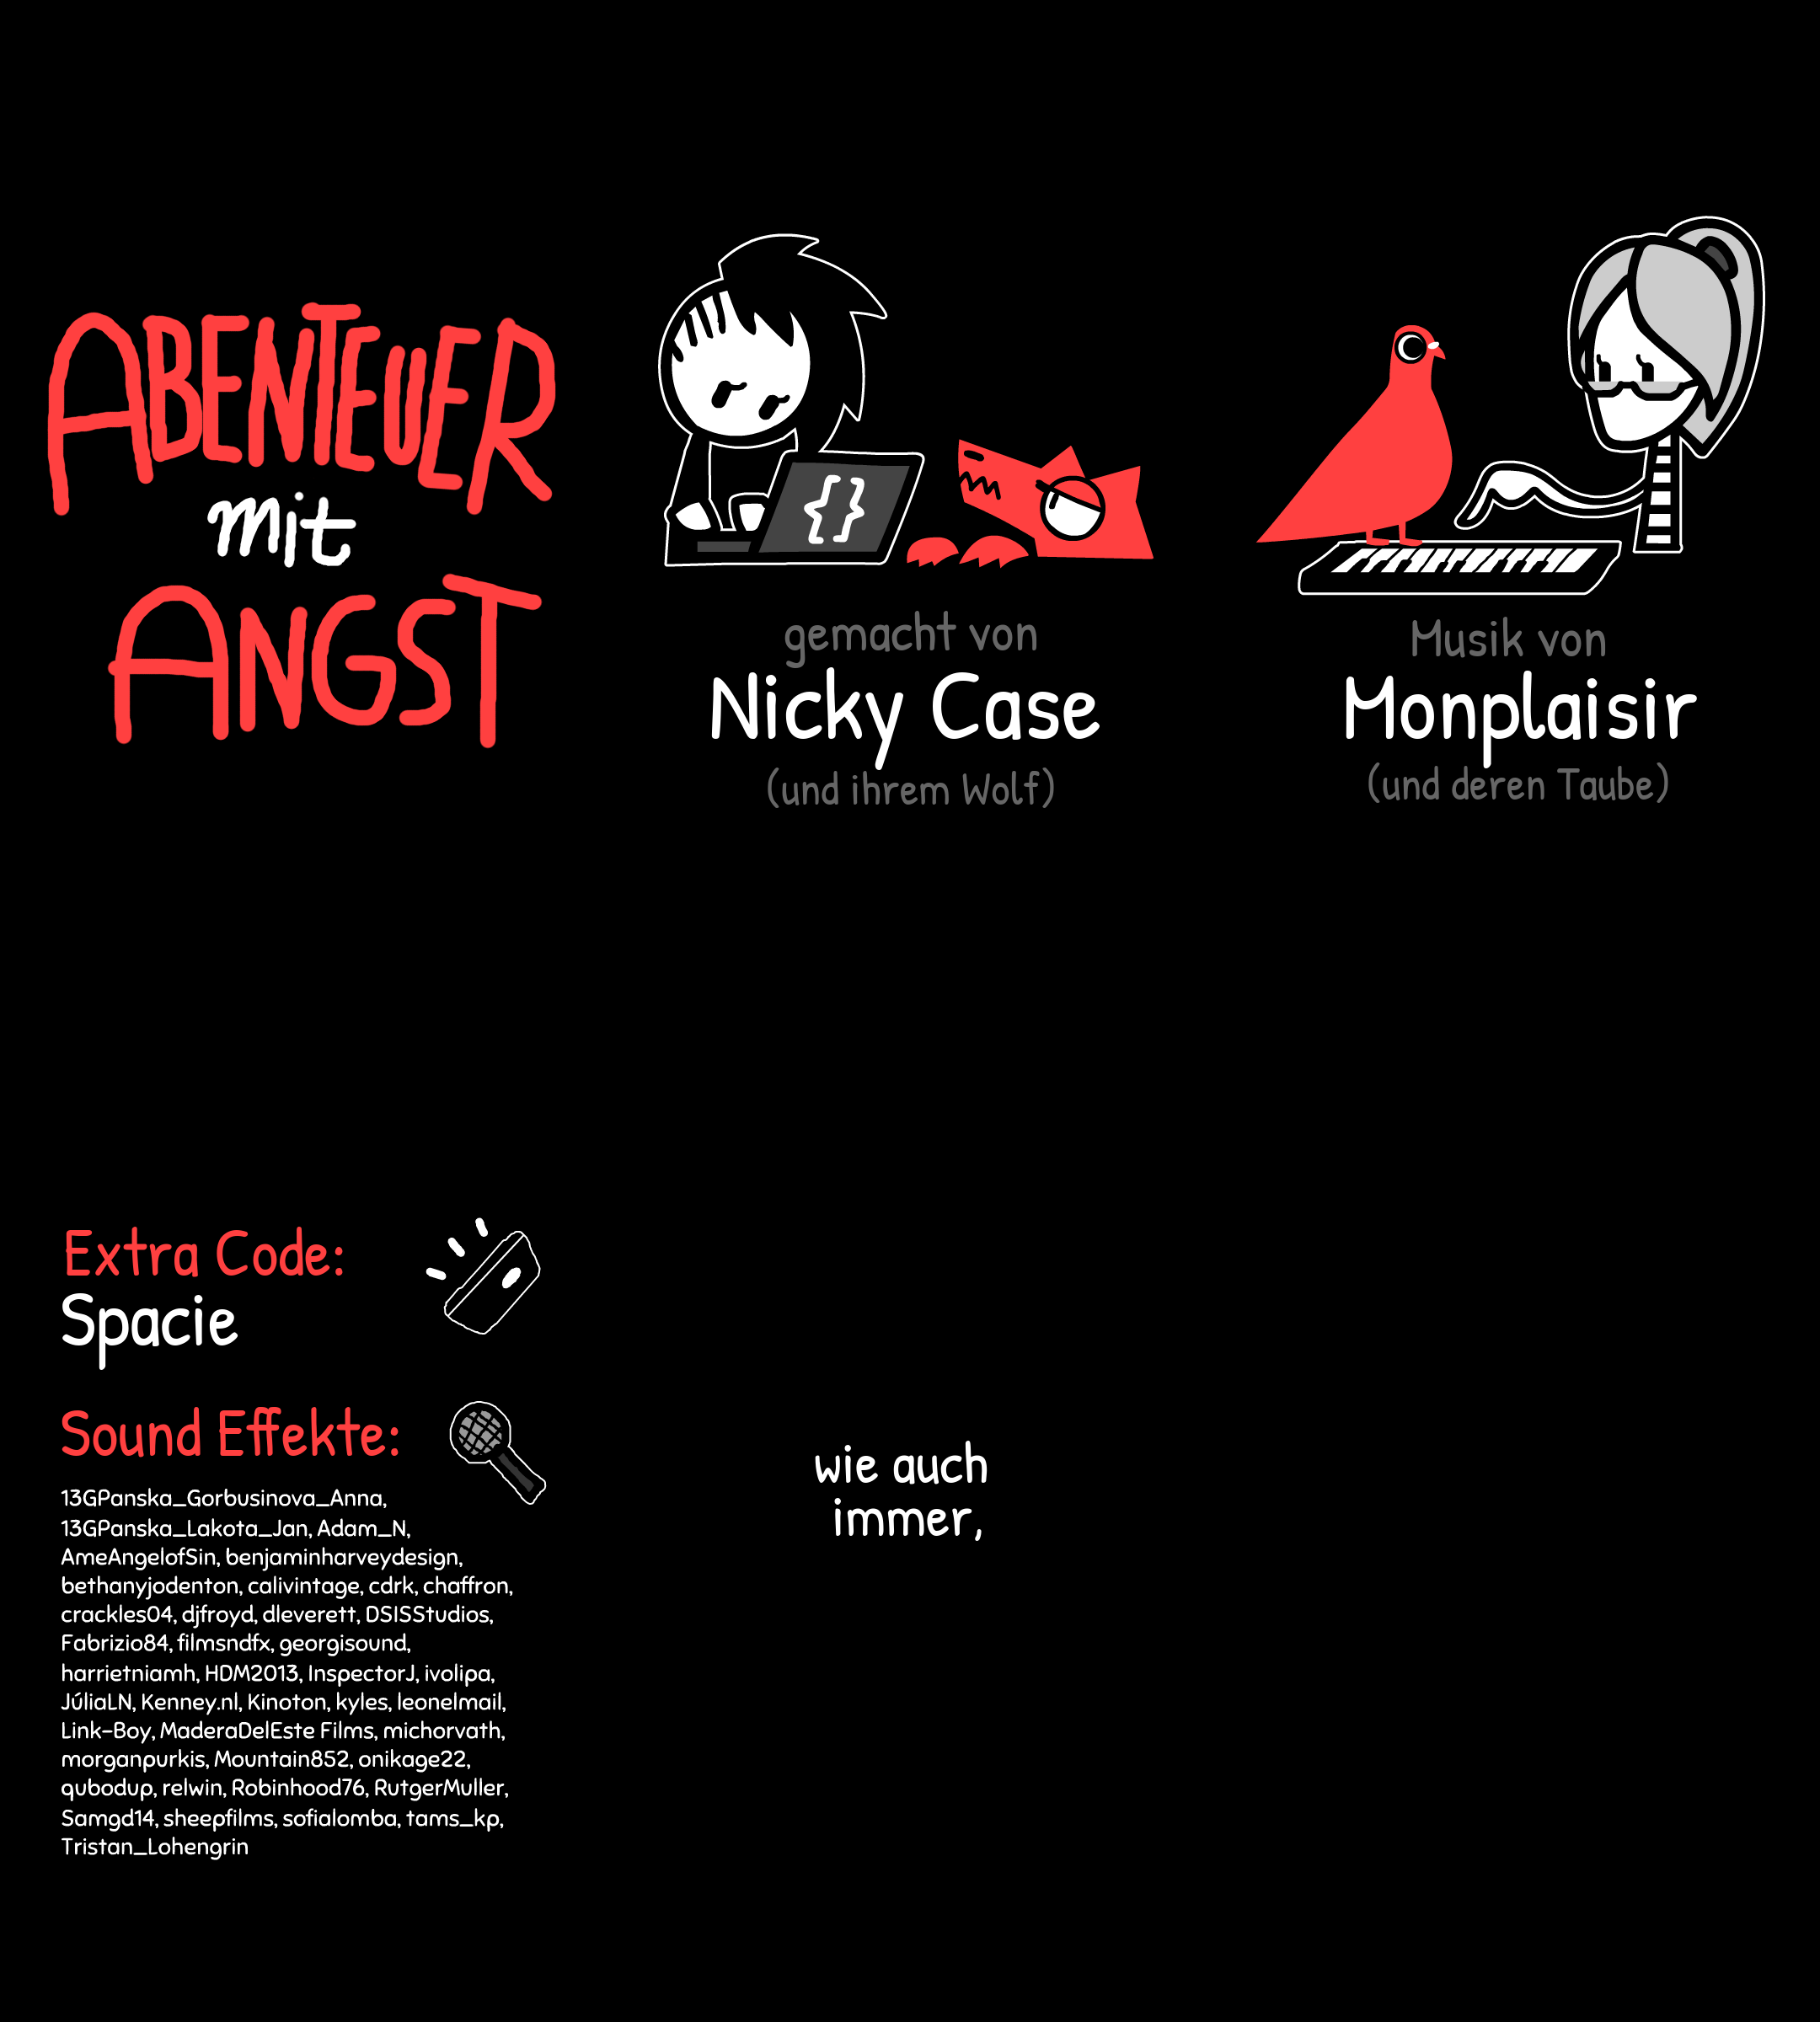 ABENTEUER
mit
ANGST
{}
gemacht von
Nicky Case
(und ihrem Wolf)
Musik von
Monplaisir
(und deren Taube)
Extra Code:
Spacie
Sound Effekte:
13GPanska_Gorbusinova_Anna,
13GPanska_Lakota_Jan, Adam_N,
AmeAngelofSin, benjaminharveydesign,
bethanyjodenton, calivintage, cdrk, chaffron,
crackles04, djfroyd, dleverett, DSISStudios,
Fabrizio84, filmsndfx, georgisound,
harrietniamh, HDM2013, InspectorJ, ivolipa,
JúliaLN, Kenney.nl, Kinoton, kyles, leonelmail,
Link-Boy, MaderaDelEste Films, michorvath,
morganpurkis, Mountain852, onikage22,
qubodup, relwin, Robinhood76, RutgerMuller,
Samgd14, sheepfilms, sofialomba, tams_kp,
Tristan_Lohengrin
wie auch
immer,